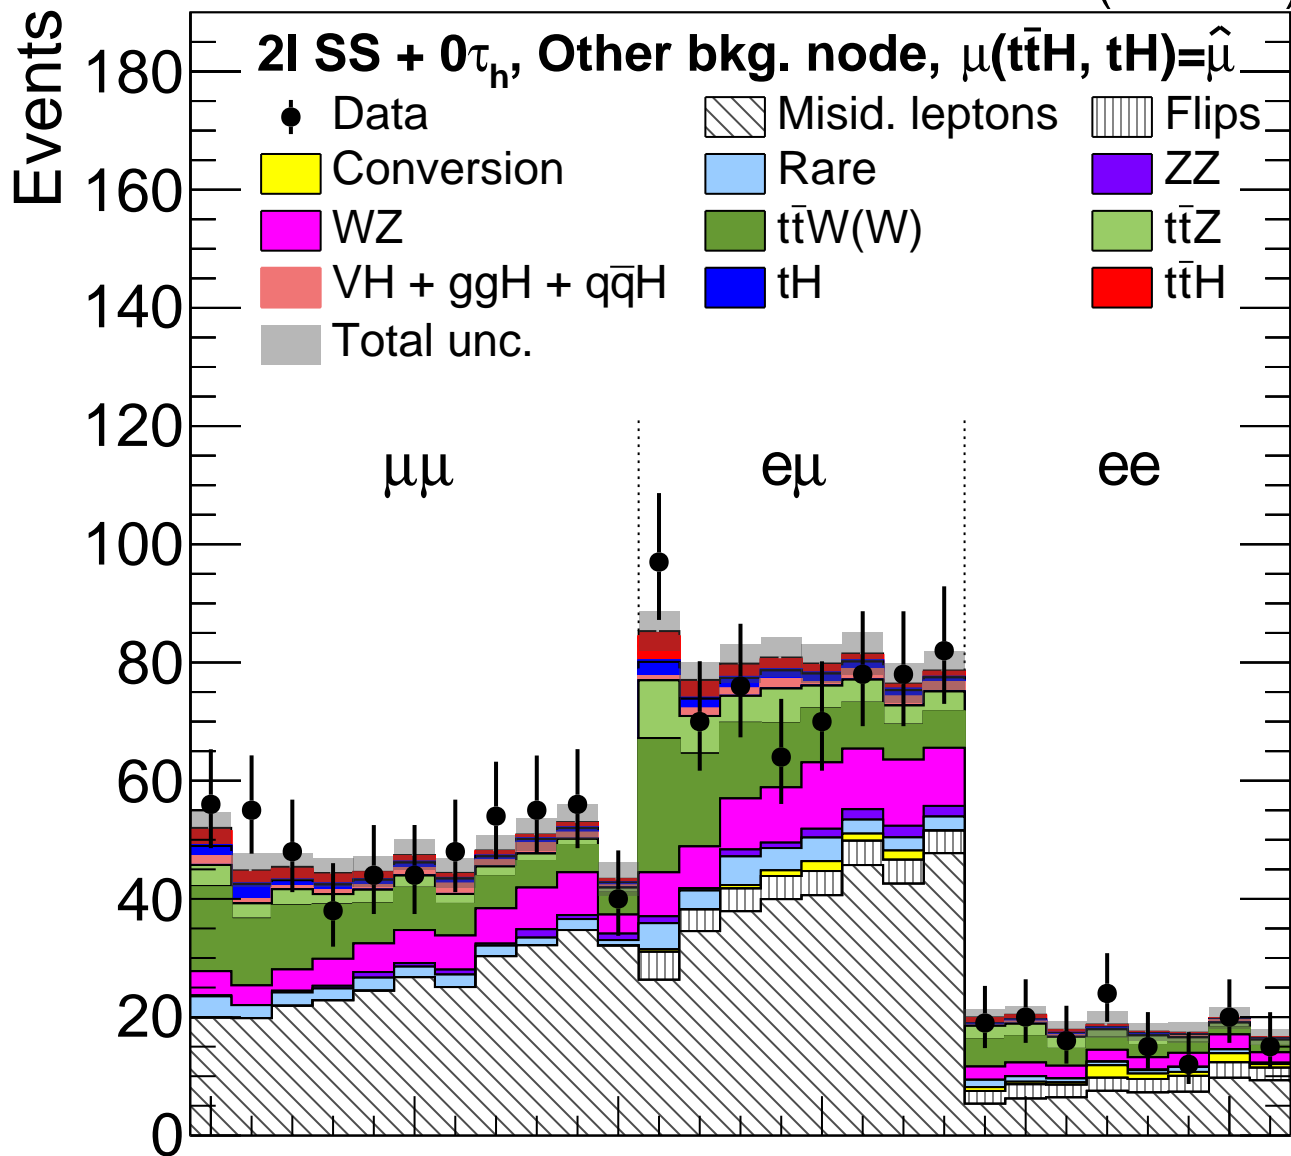 2l SS + 0τh, Other bkg. node, μ(tt̄H, tH)=μ̂
Data Misid. leptons Flips
Conversion Rare ZZ
WZ tt̄W(W) tt̄Z
VH + ggH + qq̄H tH tt̄H
Total unc.
Events
180
160
140
120
100
80
60
40
20
0
μμ eμ ee